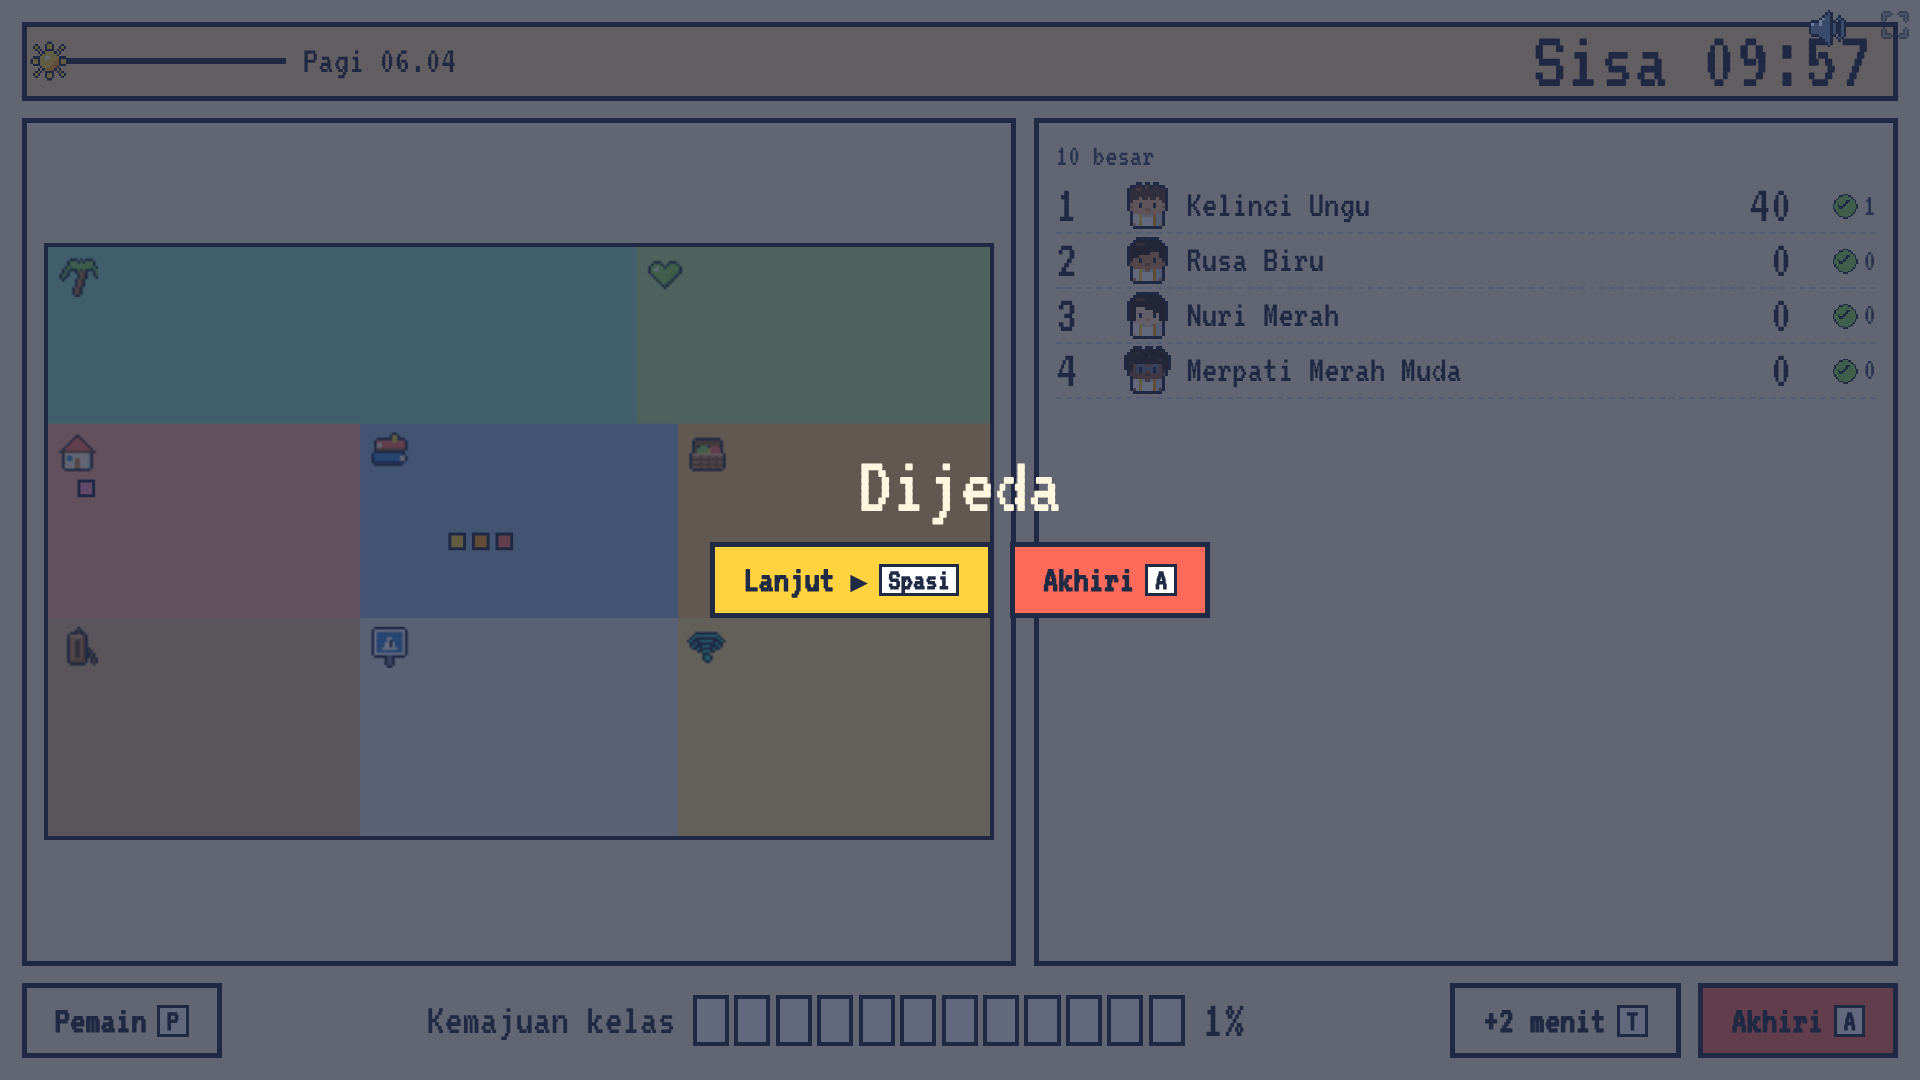 Pagi 06.04
Sisa 09:57
10 besar
1 Kelinci Ungu 40 1
2 Rusa Biru 0 0
3 Nuri Merah 0 0
4 Merpati Merah Muda 0 0
Dijeda
Lanjut ► Spasi
Akhiri A
Pemain P
Kemajuan kelas 1%
+2 menit T
Akhiri A